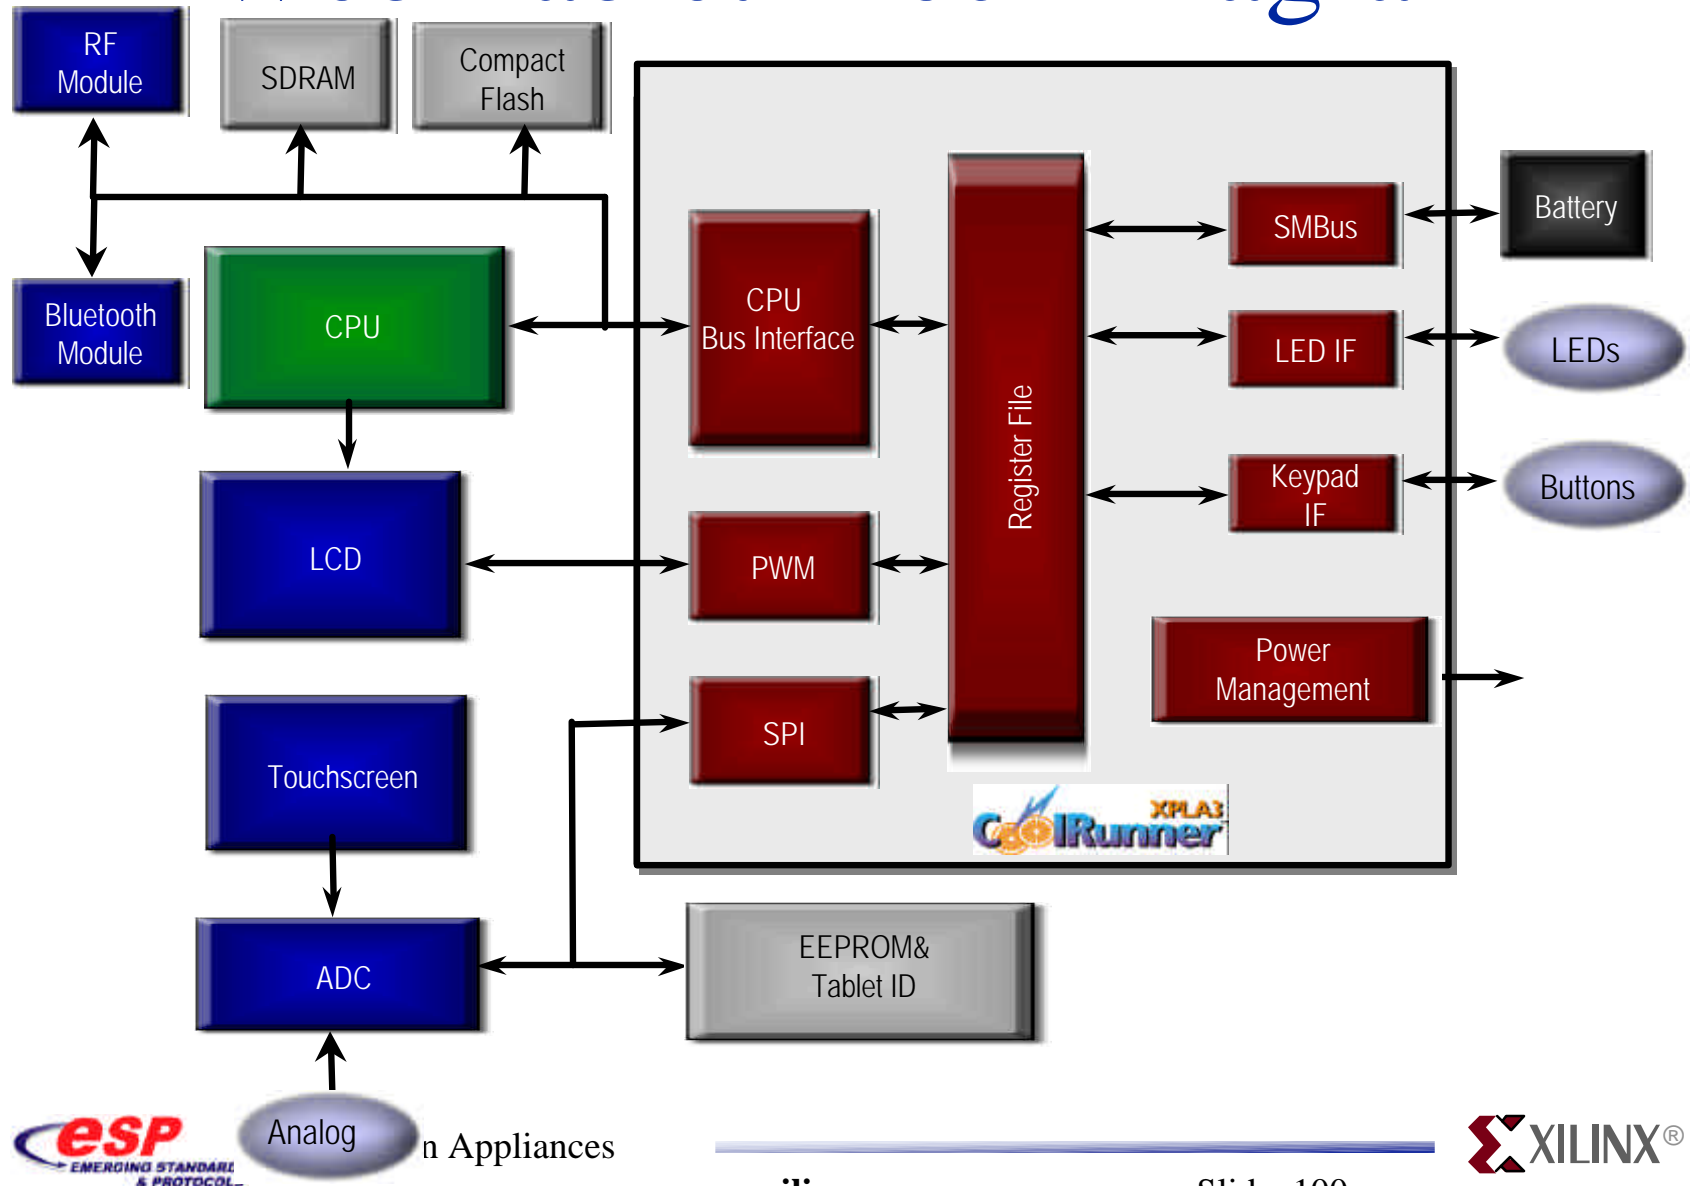 RF
Module
SDRAM
Compact
Flash
Battery
SMBus
Bluetooth
Module
CPU
CPU
Bus Interface
LED IF
LEDs
Register File
Keypad
IF
Buttons
LCD
PWM
Power
Management
SPI
Touchscreen
XPLA3
CoolRunner
EEPROM&
Tablet ID
ADC
Analog
eSP
EMERGING STANDARD
& PROTOCOL
n Appliances
XILINX®